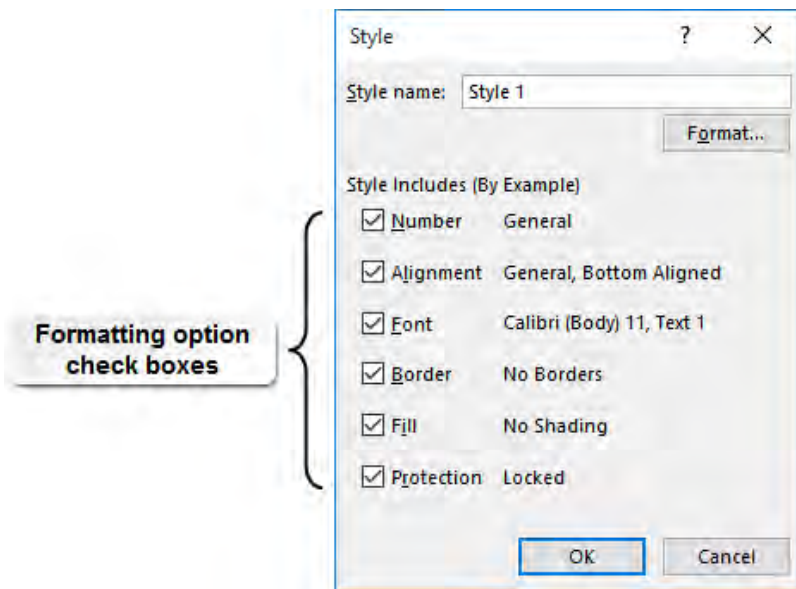 Style ? X
Style name: Style 1
Format...
Style Includes (By Example)
Number General
Alignment General, Bottom Aligned
Font Calibri (Body) 11, Text 1
Formatting option
check boxes
Border No Borders
Fill No Shading
Protection Locked
OK Cancel